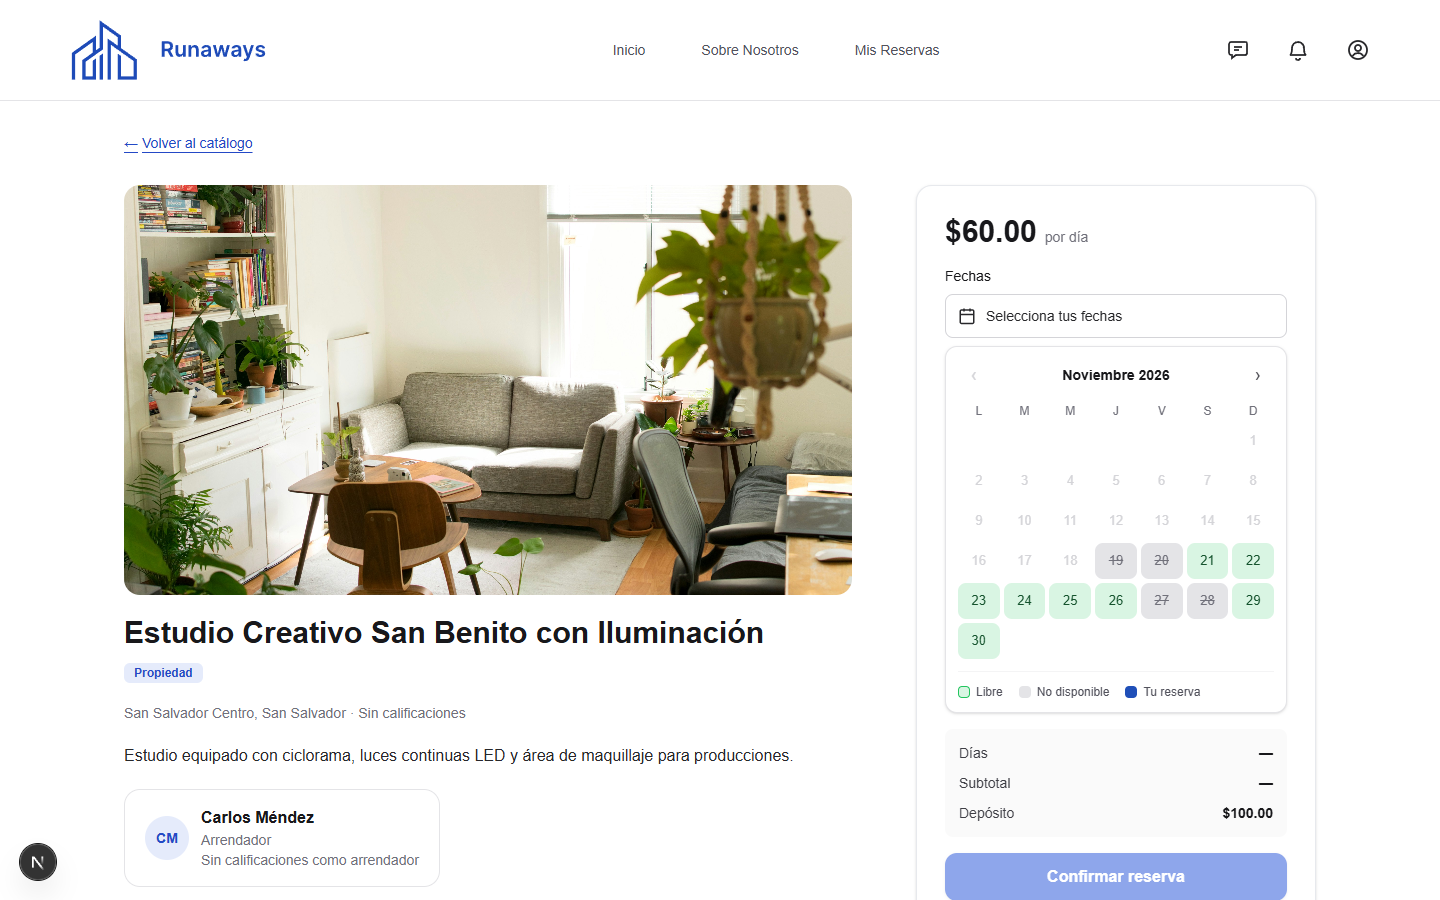 Runaways
Inicio
Sobre Nosotros
Mis Reservas
← Volver al catálogo
Estudio Creativo San Benito con Iluminación
Propiedad
San Salvador Centro, San Salvador · Sin calificaciones
Estudio equipado con ciclorama, luces continuas LED y área de maquillaje para producciones.
CM
Carlos Méndez
Arrendador
Sin calificaciones como arrendador
N
$60.00 por día
Fechas
Selecciona tus fechas
‹ Noviembre 2026 ›
L M M J V S D
1
2 3 4 5 6 7 8
9 10 11 12 13 14 15
16 17 18 19 20 21 22
23 24 25 26 27 28 29
30
Libre No disponible Tu reserva
Días —
Subtotal —
Depósito $100.00
Confirmar reserva